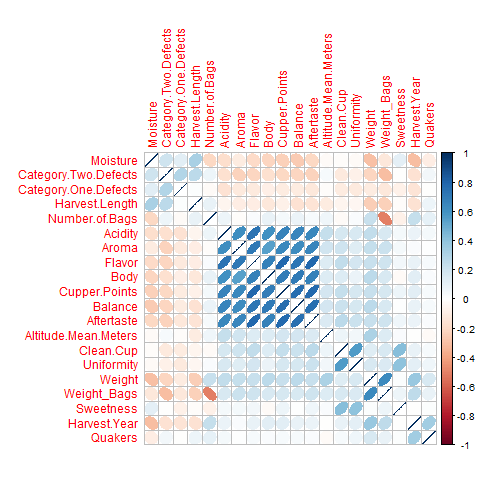 Moisture
Category.Two.Defects
Category.One.Defects
Harvest.Length
Number.of.Bags
Acidity
Aroma
Flavor
Body
Cupper.Points
Balance
Aftertaste
Altitude.Mean.Meters
Clean.Cup
Uniformity
Weight
Weight_Bags
Sweetness
Harvest.Year
Quakers
Moisture
Category.Two.Defects
Category.One.Defects
Harvest.Length
Number.of.Bags
Acidity
Aroma
Flavor
Body
Cupper.Points
Balance
Aftertaste
Altitude.Mean.Meters
Clean.Cup
Uniformity
Weight
Weight_Bags
Sweetness
Harvest.Year
Quakers
1
0.8
0.6
0.4
0.2
0
-0.2
-0.4
-0.6
-0.8
-1